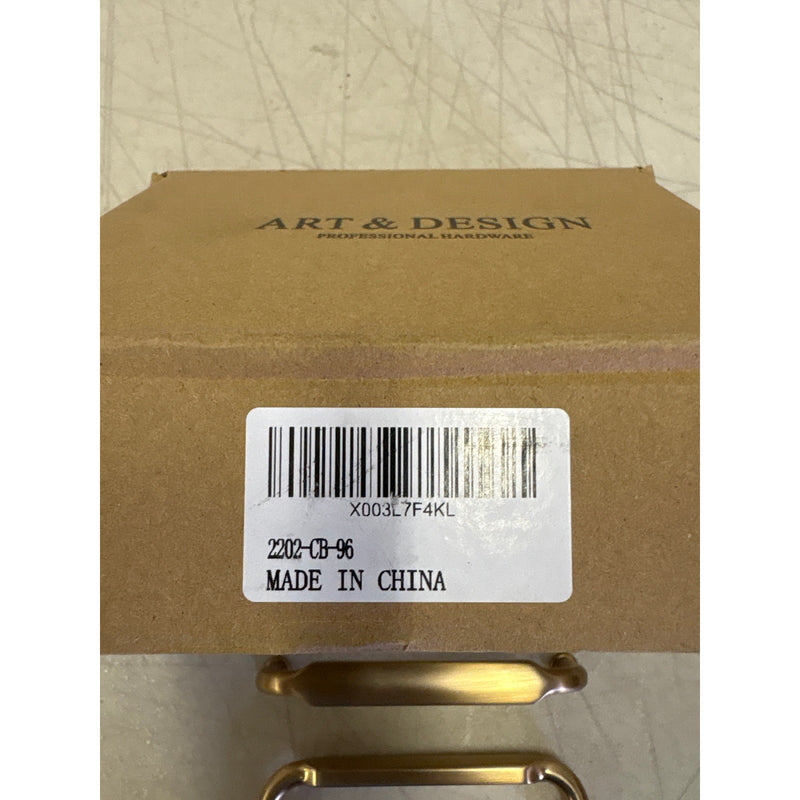 ART & DESIGN
PROFESSIONAL HARDWARE
X003L7F4KL
2202-CB-96
MADE IN CHINA